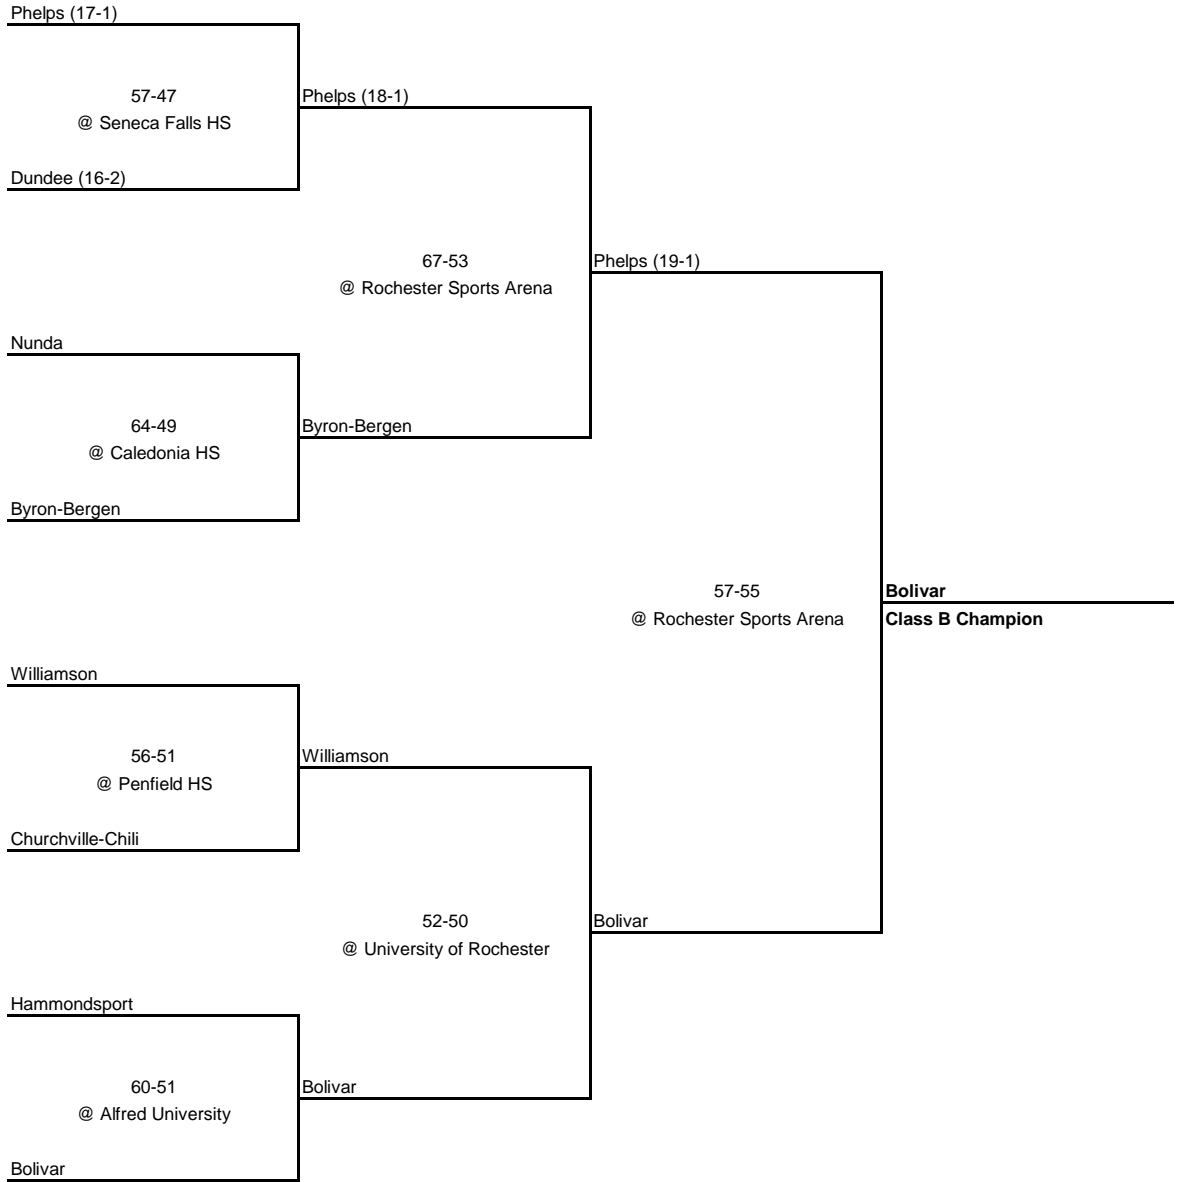 Phelps (17-1)
57-47
@ Seneca Falls HS
Phelps (18-1)
Dundee (16-2)
67-53
@ Rochester Sports Arena
Phelps (19-1)
Nunda
64-49
@ Caledonia HS
Byron-Bergen
Byron-Bergen
57-55
@ Rochester Sports Arena
Bolivar
Class B Champion
Williamson
56-51
@ Penfield HS
Williamson
Churchville-Chili
52-50
@ University of Rochester
Bolivar
Hammondsport
60-51
@ Alfred University
Bolivar
Bolivar